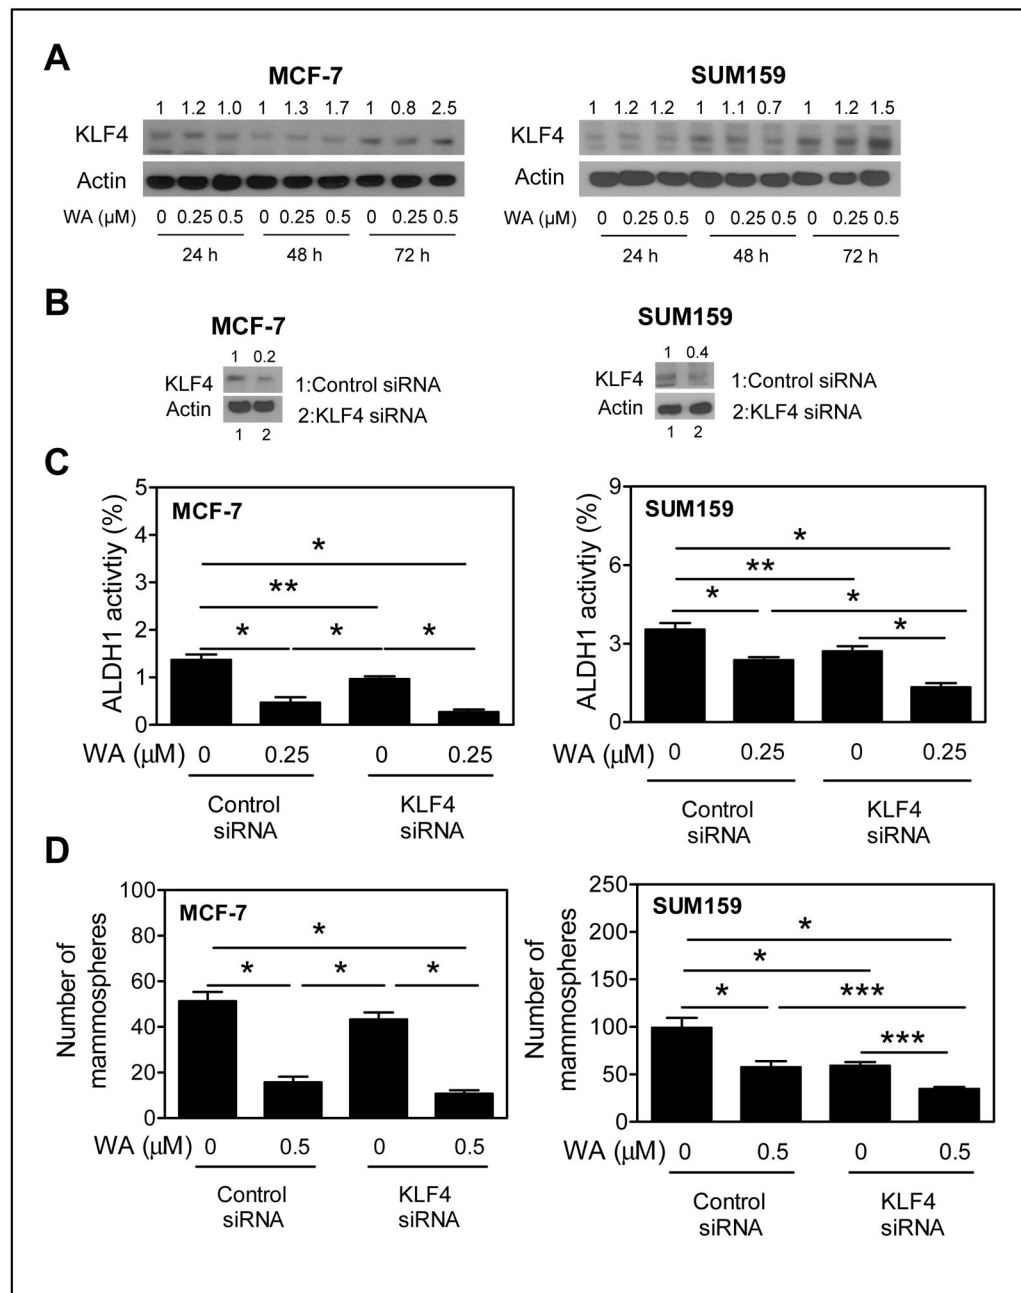 A
MCF-7
SUM159
1 1.2 1.0 1 1.3 1.7 1 0.8 2.5
1 1.2 1.2 1 1.1 0.7 1 1.2 1.5
KLF4
KLF4
Actin
Actin
WA (μM) 0 0.25 0.5 0 0.25 0.5 0 0.25 0.5
WA (μM) 0 0.25 0.5 0 0.25 0.5 0 0.25 0.5
24 h 48 h 72 h
24 h 48 h 72 h
B
MCF-7
SUM159
1 0.2
1 0.4
KLF4 1:Control siRNA
KLF4 1:Control siRNA
Actin 2:KLF4 siRNA
Actin 2:KLF4 siRNA
1 2
1 2
C
ALDH1 activtiy (%)
5
4
3
2
1
0
MCF-7
*
**
* * *
WA (μM) 0 0.25 0 0.25
Control siRNA
KLF4 siRNA
ALDH1 activity (%)
9
6
3
0
SUM159
*
**
* *
*
WA (μM) 0 0.25 0 0.25
Control siRNA
KLF4 siRNA
D
Number of mammospheres
100
80
60
40
20
0
MCF-7
*
* * *
WA (μM) 0 0.5 0 0.5
Control siRNA
KLF4 siRNA
Number of mammospheres
250
200
150
100
50
0
SUM159
*
*
* ***
***
WA (μM) 0 0.5 0 0.5
Control siRNA
KLF4 siRNA